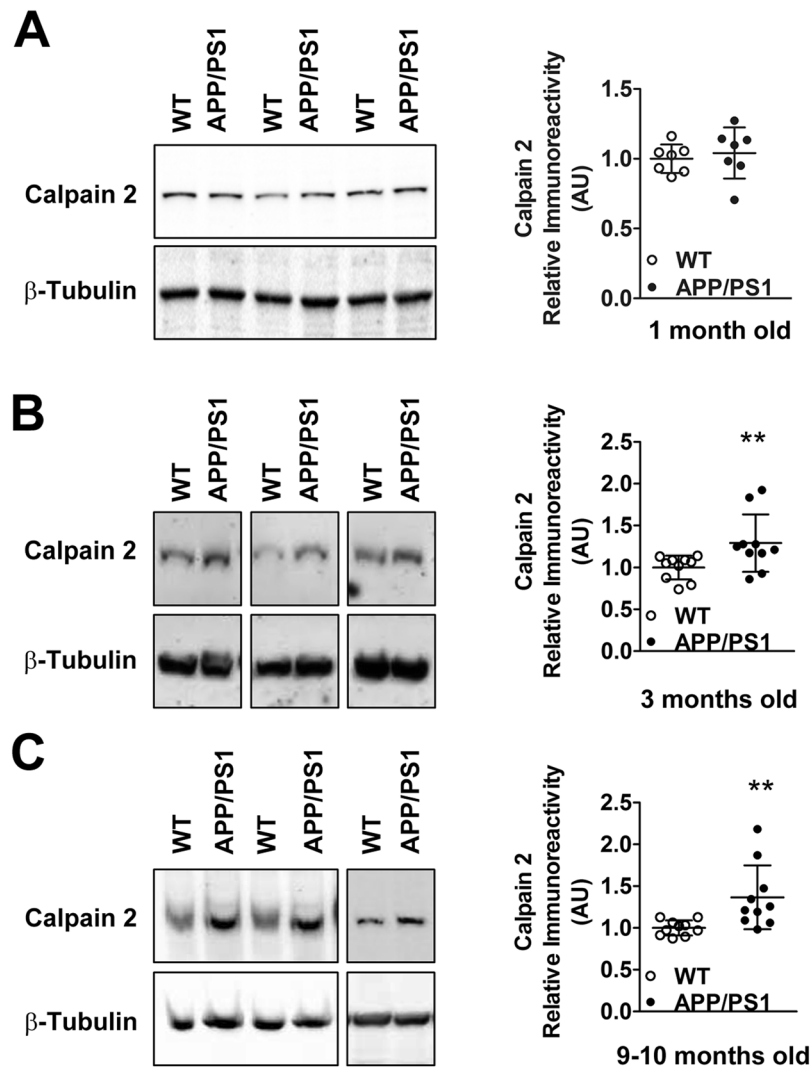 A
WT APP/PS1 WT APP/PS1 WT APP/PS1
Calpain 2
β-Tubulin
Calpain 2
Relative Immunoreactivity
(AU)
1.5
1.0
0.5
0.0
WT
APP/PS1
1 month old
B
WT APP/PS1 WT APP/PS1 WT APP/PS1
Calpain 2
β-Tubulin
Calpain 2
Relative Immunoreactivity
(AU)
2.5
2.0
1.5
1.0
0.5
0.0
**
WT
APP/PS1
3 months old
C
WT APP/PS1 WT APP/PS1 WT APP/PS1
Calpain 2
β-Tubulin
Calpain 2
Relative Immunoreactivity
(AU)
2.5
2.0
1.5
1.0
0.5
0.0
**
WT
APP/PS1
9-10 months old